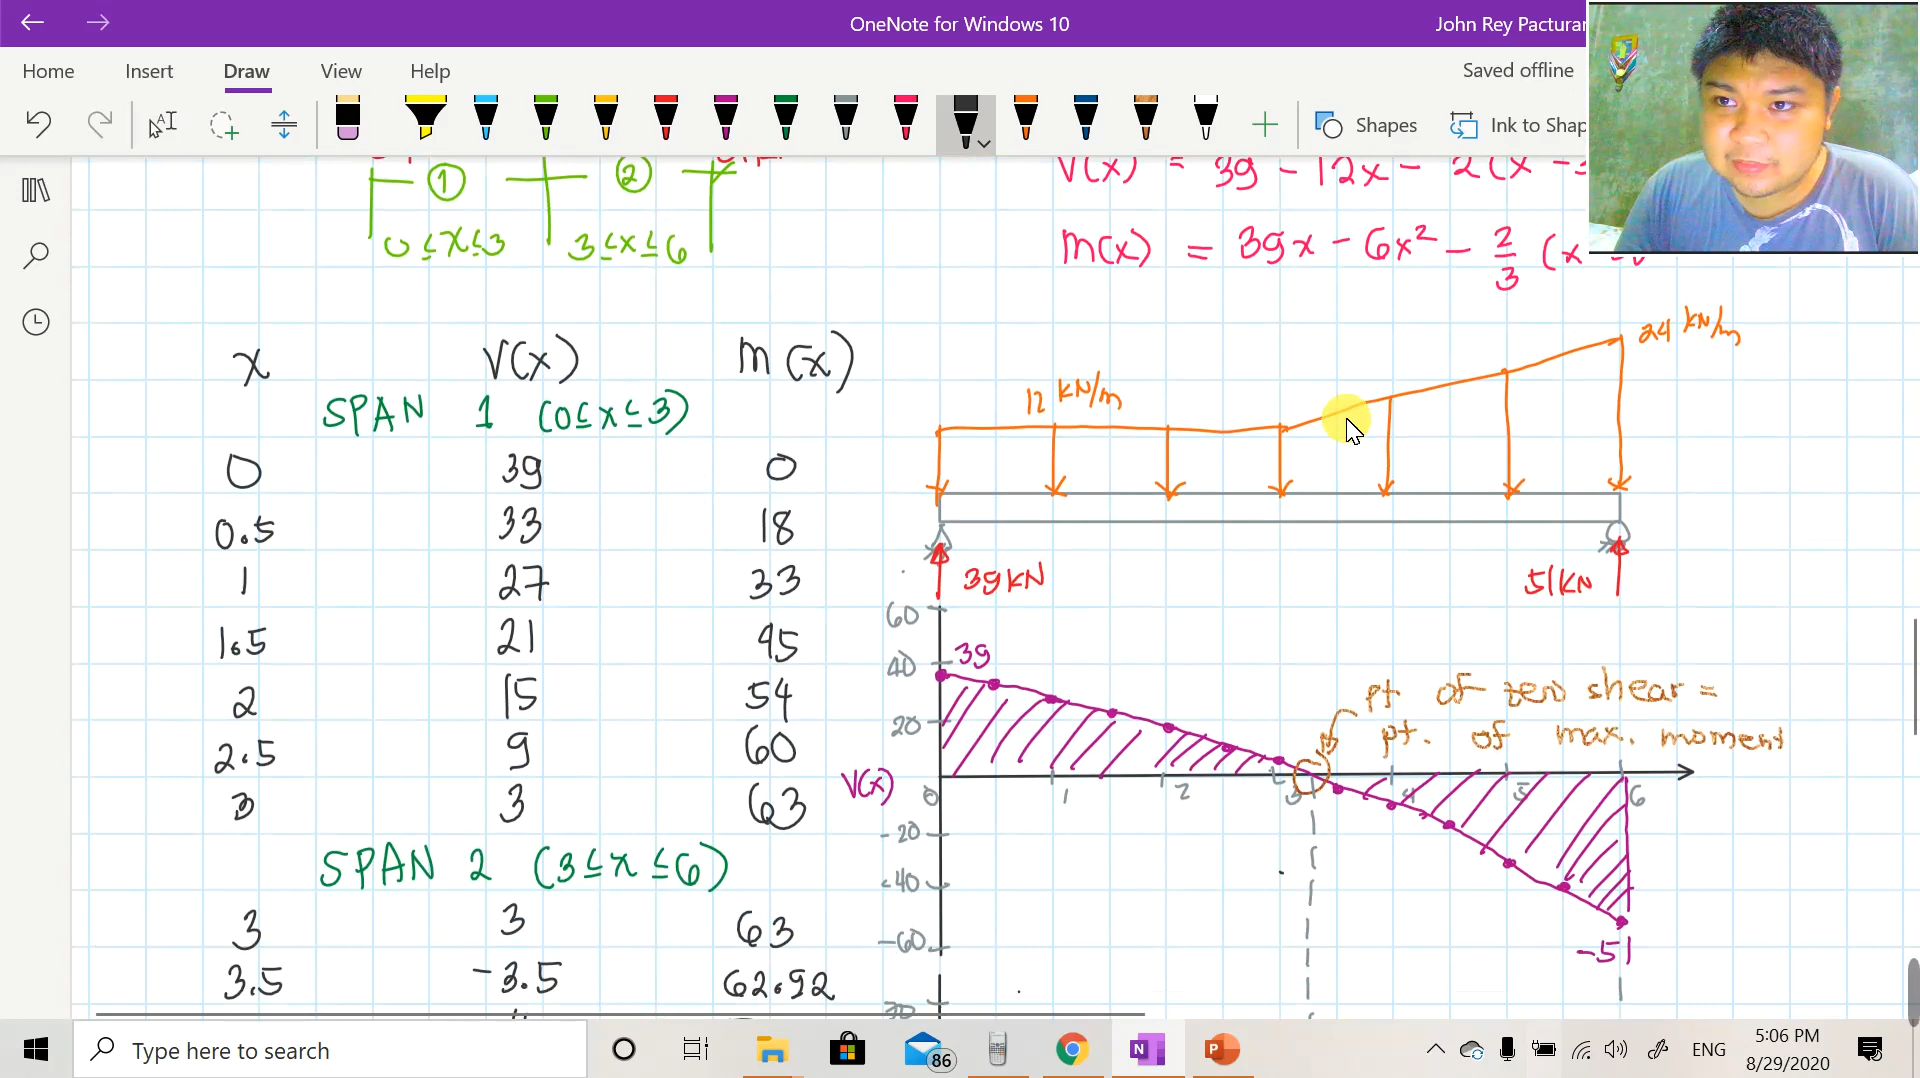 OneNote for Windows 10
John Rey Pacturan
Home Insert Draw View Help
Saved offline
Shapes
Ink to Shap
① ②
0 ≤ x ≤ 3 3 ≤ x ≤ 6
V(x) = 39 - 12x - 2(x -
m(x) = 39x - 6x² - 2/3 (x
x V(x) m(x)
SPAN 1 (0 ≤ x ≤ 3)
0 39 0
0.5 33 18
1 27 33
1.5 21 45
2 15 54
2.5 9 60
3 3 63
SPAN 2 (3 ≤ x ≤ 6)
3 3 63
3.5 -3.5 62.92
12 kN/m
24 kN/m
39 kN
51 kN
60
40
20
V(x)
-20
-40
-60
39
0 1 2 3 4 5 6
pt of zero shear =
pt. of max. moment
-51
Type here to search
86
ENG
5:06 PM
8/29/2020